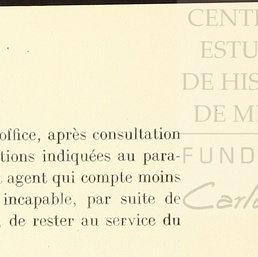 office, après consultation
tions indiquées au para-
agent qui compte moins
incapable, par suite de
de rester au service du
CENT
ESTU
DE HIS
DE M
FUND
Carlo